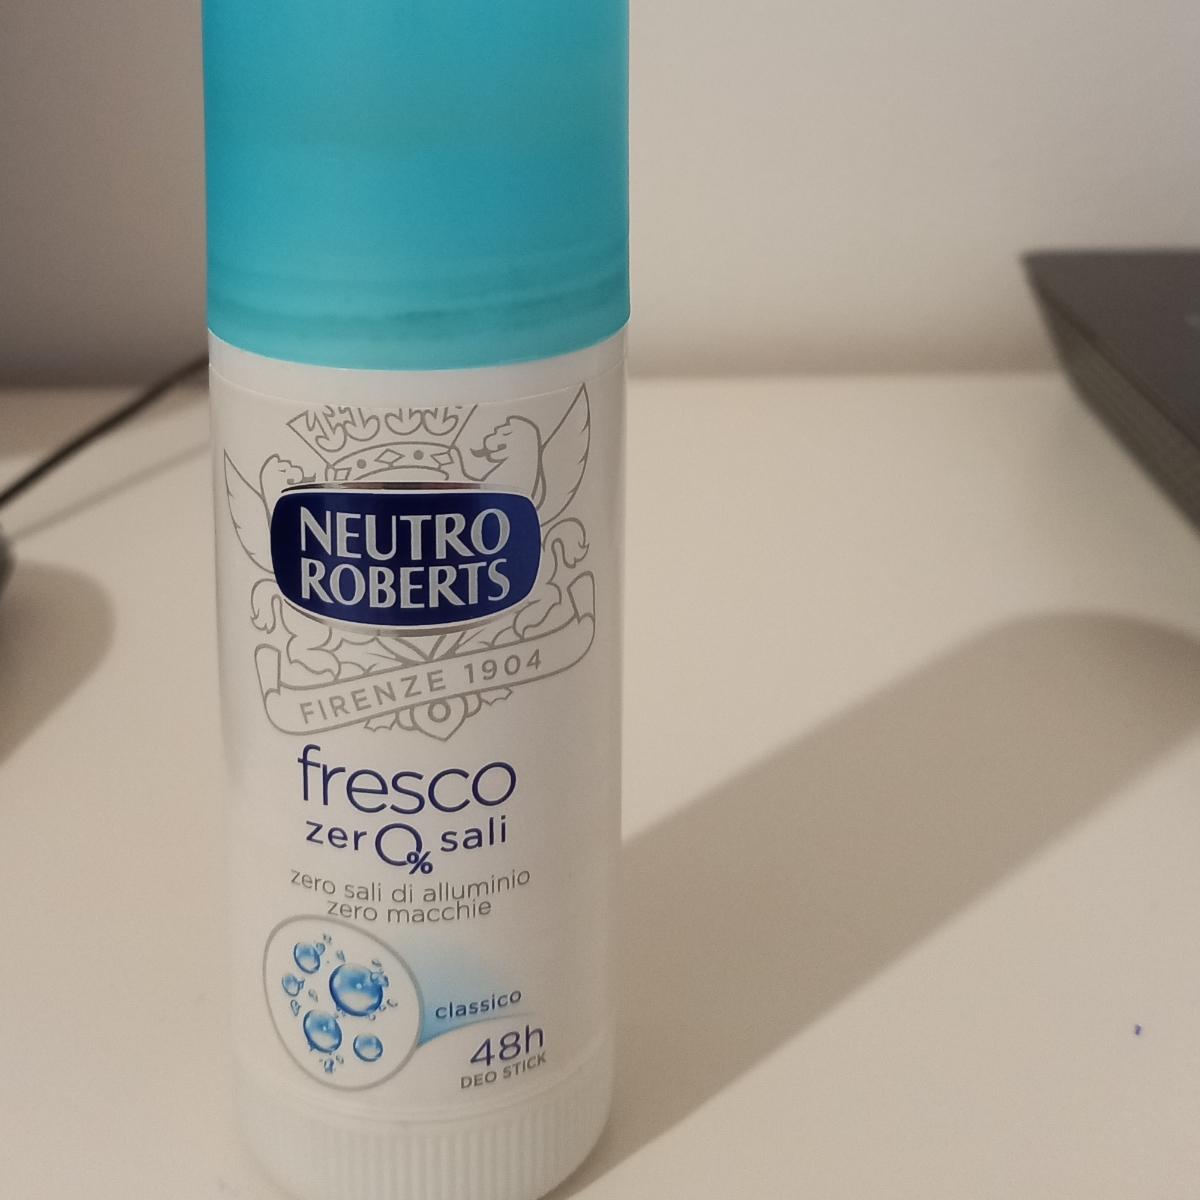 NEUTRO
ROBERTS
FIRENZE 1904
fresco
zer0% sali
zero sali di alluminio
zero macchie
classico
48h
DEO STICK